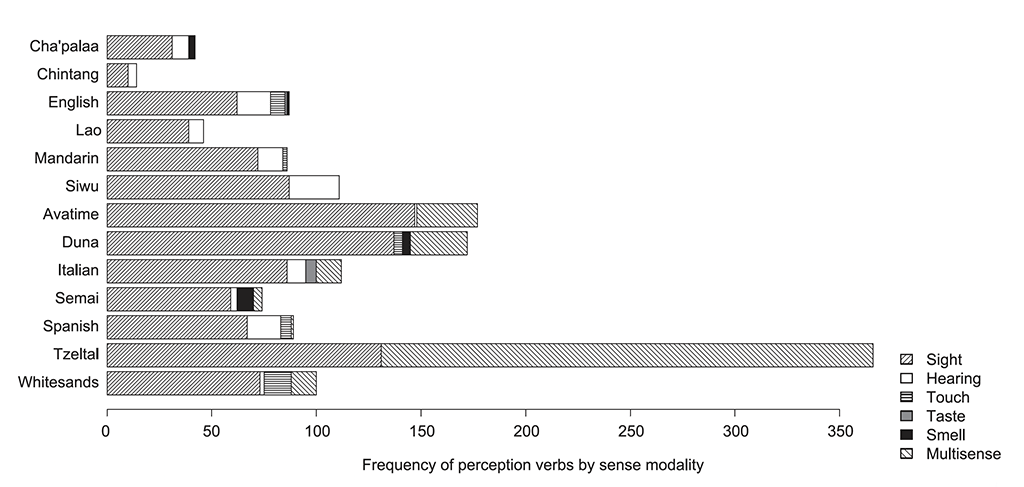 Cha'palaa
Chintang
English
Lao
Mandarin
Siwu
Avatime
Duna
Italian
Semai
Spanish
Tzeltal
Whitesands
Sight
Hearing
Touch
Taste
Smell
Multisense
0 50 100 150 200 250 300 350
Frequency of perception verbs by sense modality